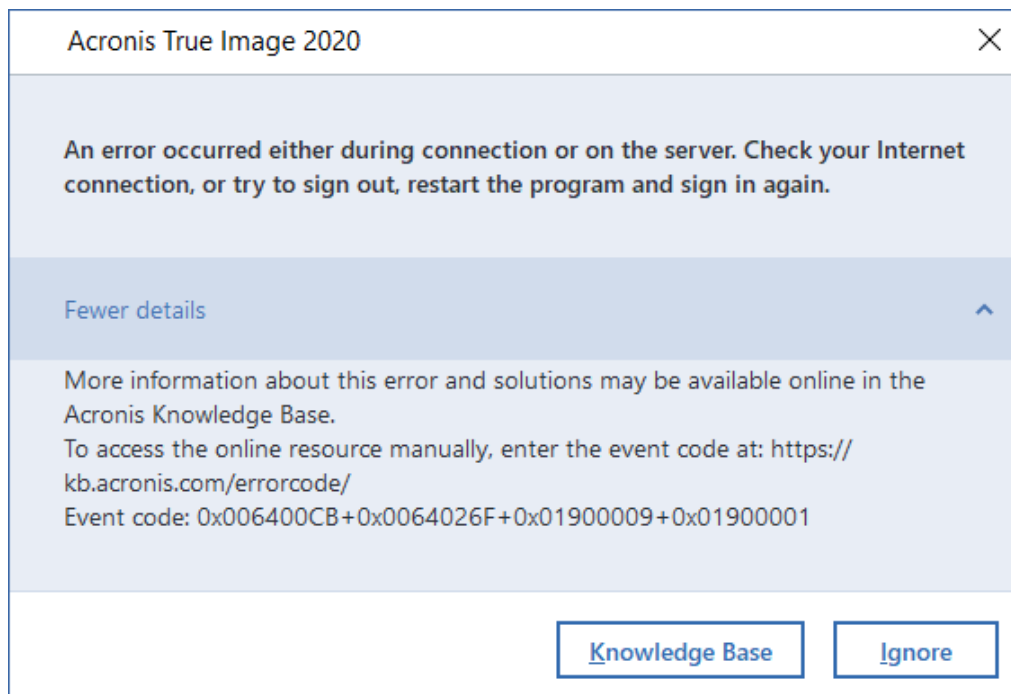 Acronis True Image 2020
An error occurred either during connection or on the server. Check your Internet
connection, or try to sign out, restart the program and sign in again.
Fewer details
More information about this error and solutions may be available online in the
Acronis Knowledge Base.
To access the online resource manually, enter the event code at: https://
kb.acronis.com/errorcode/
Event code: 0x006400CB+0x0064026F+0x01900009+0x01900001
Knowledge Base
Ignore